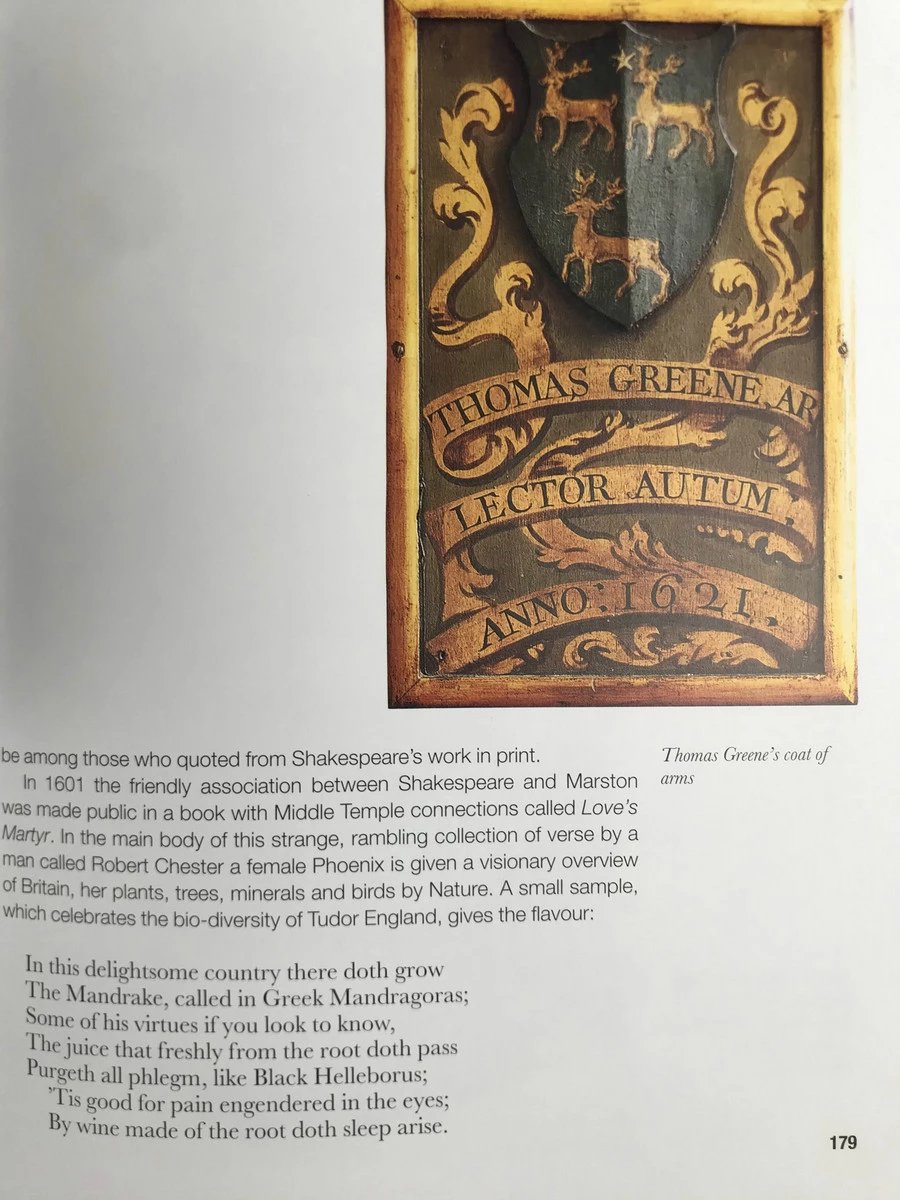 THOMAS GREENE, AR
LECTOR AUTUM:
ANNO: 1621.
be among those who quoted from Shakespeare's work in print.
In 1601 the friendly association between Shakespeare and Marston
was made public in a book with Middle Temple connections called Love's
Martyr. In the main body of this strange, rambling collection of verse by a
man called Robert Chester a female Phoenix is given a visionary overview
of Britain, her plants, trees, minerals and birds by Nature. A small sample,
which celebrates the bio-diversity of Tudor England, gives the flavour:
Thomas Greene's coat of
arms
In this delightsome country there doth grow
The Mandrake, called in Greek Mandragoras;
Some of his virtues if you look to know,
The juice that freshly from the root doth pass
Purgeth all phlegm, like Black Helleborus;
'Tis good for pain engendered in the eyes;
By wine made of the root doth sleep arise.
179